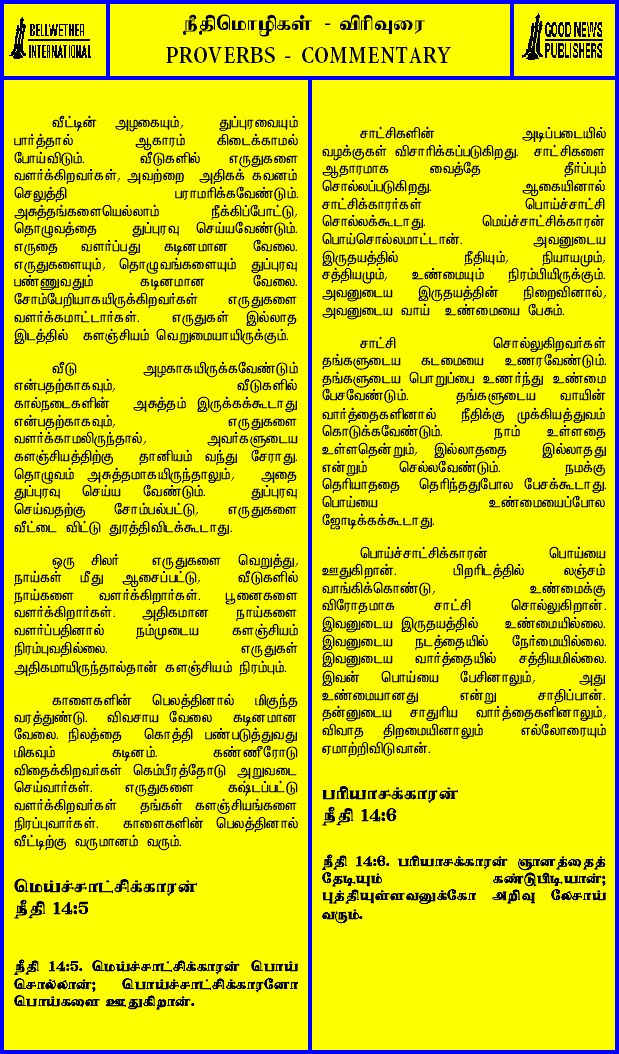 BELLWETHER
INTERNATIONAL
நீதிமொழிகள் - விரிவுரை
PROVERBS - COMMENTARY
GOOD NEWS
PUBLISHERS
வீட்டின் அழகையும், துப்புரவையும்
பார்த்தால் ஆகாரம் கிடைக்காமல்
போய்விடும். வீடுகளில் எருதுகளை
வளர்க்கிறவர்கள், அவற்றை அதிகக் கவனம்
செலுத்தி பராமரிக்கவேண்டும்.
அசுத்தங்களையெல்லாம் நீக்கிப்போட்டு,
தொழுவத்தை துப்புரவு செய்யவேண்டும்.
எருதை வளர்ப்பது கடினமான வேலை.
எருதுகளையும், தொழுவங்களையும் துப்புரவு
பண்ணுவதும் கடினமான வேலை.
சோம்பேறியாகயிருக்கிறவர்கள் எருதுகளை
வளர்க்கமாட்டார்கள். எருதுகள் இல்லாத
இடத்தில் களஞ்சியம் வெறுமையாயிருக்கும்.
வீடு அழகாகயிருக்கவேண்டும்
என்பதற்காகவும், வீடுகளில்
கால்நடைகளின் அசுத்தம் இருக்கக்கூடாது
என்பதற்காகவும், எருதுகளை
வளர்க்காமலிருந்தால், அவர்களுடைய
களஞ்சியத்திற்கு தானியம் வந்து சேராது.
தொழுவம் அசுத்தமாகயிருந்தாலும், அதை
துப்புரவு செய்ய வேண்டும். துப்புரவு
செய்வதற்கு சோம்பல்பட்டு, எருதுகளை
வீட்டை விட்டு துரத்திவிடக்கூடாது.
ஒரு சிலர் எருதுகளை வெறுத்து,
நாய்கள் மீது ஆசைப்பட்டு, வீடுகளில்
நாய்களை வளர்க்கிறார்கள். பூனைகளை
வளர்க்கிறார்கள். அதிகமான நாய்களை
வளர்ப்பதினால் நம்முடைய களஞ்சியம்
நிரம்புவதில்லை. எருதுகள்
அதிகமாயிருந்தால்தான் களஞ்சியம் நிரம்பும்.
காளைகளின் பெலத்தினால் மிகுந்த
வரத்துண்டு. விவசாய வேலை கடினமான
வேலை. நிலத்தை கொத்தி பண்படுத்துவது
மிகவும் கடினம். கண்ணீரோடு
விதைக்கிறவர்கள் கெம்பீரத்தோடு அறுவடை
செய்வார்கள். எருதுகளை கஷ்டப்பட்டு
வளர்க்கிறவர்கள் தங்கள் களஞ்சியங்களை
நிரப்புவார்கள். காளைகளின் பெலத்தினால்
வீட்டிற்கு வருமானம் வரும்.
மெய்ச்சாட்சிக்காரன்
நீதி 14:5
நீதி 14:5. மெய்ச்சாட்சிக்காரன் பொய்
சொல்லான்; பொய்ச்சாட்சிக்காரனோ
பொய்களை ஊதுகிறான்.
சாட்சிகளின் அடிப்படையில்
வழக்குகள் விசாரிக்கப்படுகிறது. சாட்சிகளை
ஆதாரமாக வைத்தே தீர்ப்பும்
சொல்லப்படுகிறது. ஆகையினால்
சாட்சிக்காரர்கள் பொய்ச்சாட்சி
சொல்லக்கூடாது. மெய்ச்சாட்சிக்காரன்
பொய்சொல்லமாட்டான். அவனுடைய
இருதயத்தில் நீதியும், நியாயமும்,
சத்தியமும், உண்மையும் நிரம்பியிருக்கும்.
அவனுடைய இருதயத்தின் நிறைவினால்,
அவனுடைய வாய் உண்மையை பேசும்.
சாட்சி சொல்லுகிறவர்கள்
தங்களுடைய கடமையை உணரவேண்டும்.
தங்களுடைய பொறுப்பை உணர்ந்து உண்மை
பேசவேண்டும். தங்களுடைய வாயின்
வார்த்தைகளினால் நீதிக்கு முக்கியத்துவம்
கொடுக்கவேண்டும். நாம் உள்ளதை
உள்ளதென்றும், இல்லாததை இல்லாதது
என்றும் செல்லவேண்டும். நமக்கு
தெரியாததை தெரிந்ததுபோல பேசக்கூடாது.
பொய்யை உண்மையைப்போல
ஜோடிக்கக்கூடாது.
பொய்ச்சாட்சிக்காரன் பொய்யை
ஊதுகிறான். பிறரிடத்தில் லஞ்சம்
வாங்கிக்கொண்டு, உண்மைக்கு
விரோதமாக சாட்சி சொல்லுகிறான்.
இவனுடைய இருதயத்தில் உண்மையில்லை.
இவனுடைய நடத்தையில் நேர்மையில்லை.
இவனுடைய வார்த்தையில் சத்தியமில்லை.
இவன் பொய்யை பேசினாலும், அது
உண்மையானது என்று சாதிப்பான்.
தன்னுடைய சாதுரிய வார்த்தைகளினாலும்,
விவாத திறமையினாலும் எல்லோரையும்
ஏமாற்றிவிடுவான்.
பரியாசக்காரன்
நீதி 14:6
நீதி 14:6. பரியாசக்காரன் ஞானத்தைத்
தேடியும் கண்டுபிடியான்;
புத்தியுள்ளவனுக்கோ அறிவு லேசாய்
வரும்.